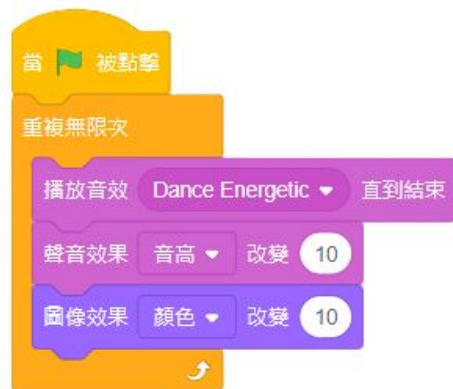 當 被點擊
重複無限次
播放音效 Dance Energetic 直到結束
聲音效果 音高 改變 10
圖像效果 顏色 改變 10